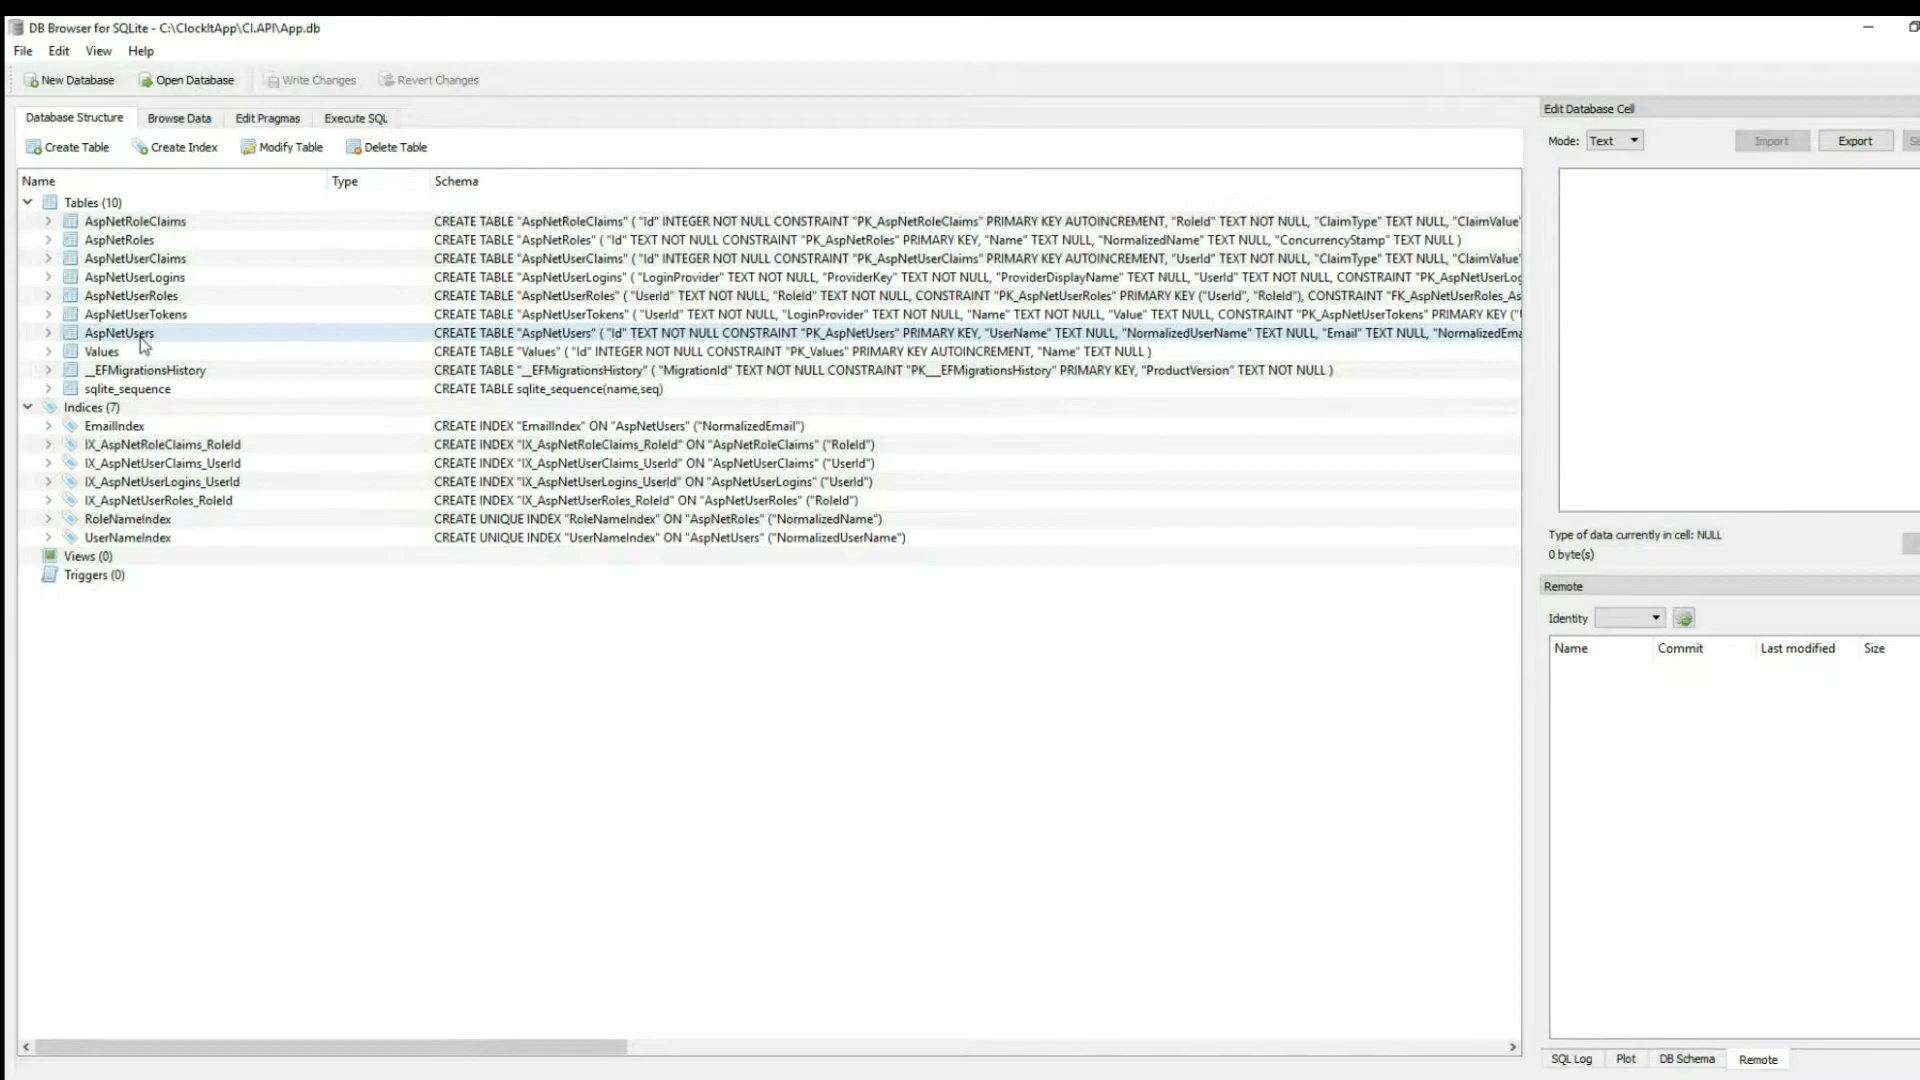 DB Browser for SQLite - C:\ClockItApp\CI.API\App.db
File Edit View Help
New Database Open Database Write Changes Revert Changes
Database Structure Browse Data Edit Pragmas Execute SQL
Create Table Create Index Modify Table Delete Table
Name Type Schema
Tables (10)
AspNetRoleClaims CREATE TABLE "AspNetRoleClaims" ( "Id" INTEGER NOT NULL CONSTRAINT "PK_AspNetRoleClaims" PRIMARY KEY AUTOINCREMENT, "RoleId" TEXT NOT NULL, "ClaimType" TEXT NULL, "ClaimValue"
AspNetRoles CREATE TABLE "AspNetRoles" ( "Id" TEXT NOT NULL CONSTRAINT "PK_AspNetRoles" PRIMARY KEY, "Name" TEXT NULL, "NormalizedName" TEXT NULL, "ConcurrencyStamp" TEXT NULL )
AspNetUserClaims CREATE TABLE "AspNetUserClaims" ( "Id" INTEGER NOT NULL CONSTRAINT "PK_AspNetUserClaims" PRIMARY KEY AUTOINCREMENT, "UserId" TEXT NOT NULL, "ClaimType" TEXT NULL, "ClaimValue"
AspNetUserLogins CREATE TABLE "AspNetUserLogins" ( "LoginProvider" TEXT NOT NULL, "ProviderKey" TEXT NOT NULL, "ProviderDisplayName" TEXT NULL, "UserId" TEXT NOT NULL, CONSTRAINT "PK_AspNetUserLog
AspNetUserRoles CREATE TABLE "AspNetUserRoles" ( "UserId" TEXT NOT NULL, "RoleId" TEXT NOT NULL, CONSTRAINT "PK_AspNetUserRoles" PRIMARY KEY ("UserId", "RoleId"), CONSTRAINT "FK_AspNetUserRoles_As
AspNetUserTokens CREATE TABLE "AspNetUserTokens" ( "UserId" TEXT NOT NULL, "LoginProvider" TEXT NOT NULL, "Name" TEXT NOT NULL, "Value" TEXT NULL, CONSTRAINT "PK_AspNetUserTokens" PRIMARY KEY ("U
AspNetUsers CREATE TABLE "AspNetUsers" ( "Id" TEXT NOT NULL CONSTRAINT "PK_AspNetUsers" PRIMARY KEY, "UserName" TEXT NULL, "NormalizedUserName" TEXT NULL, "Email" TEXT NULL, "NormalizedEma
Values CREATE TABLE "Values" ( "Id" INTEGER NOT NULL CONSTRAINT "PK_Values" PRIMARY KEY AUTOINCREMENT, "Name" TEXT NULL )
__EFMigrationsHistory CREATE TABLE "__EFMigrationsHistory" ( "MigrationId" TEXT NOT NULL CONSTRAINT "PK___EFMigrationsHistory" PRIMARY KEY, "ProductVersion" TEXT NOT NULL )
sqlite_sequence CREATE TABLE sqlite_sequence(name,seq)
Indices (7)
EmailIndex CREATE INDEX "EmailIndex" ON "AspNetUsers" ("NormalizedEmail")
IX_AspNetRoleClaims_RoleId CREATE INDEX "IX_AspNetRoleClaims_RoleId" ON "AspNetRoleClaims" ("RoleId")
IX_AspNetUserClaims_UserId CREATE INDEX "IX_AspNetUserClaims_UserId" ON "AspNetUserClaims" ("UserId")
IX_AspNetUserLogins_UserId CREATE INDEX "IX_AspNetUserLogins_UserId" ON "AspNetUserLogins" ("UserId")
IX_AspNetUserRoles_RoleId CREATE INDEX "IX_AspNetUserRoles_RoleId" ON "AspNetUserRoles" ("RoleId")
RoleNameIndex CREATE UNIQUE INDEX "RoleNameIndex" ON "AspNetRoles" ("NormalizedName")
UserNameIndex CREATE UNIQUE INDEX "UserNameIndex" ON "AspNetUsers" ("NormalizedUserName")
Views (0)
Triggers (0)
Edit Database Cell
Mode: Text Import Export
Type of data currently in cell: NULL
0 byte(s)
Remote
Identity
Name Commit Last modified Size
SQL Log Plot DB Schema Remote